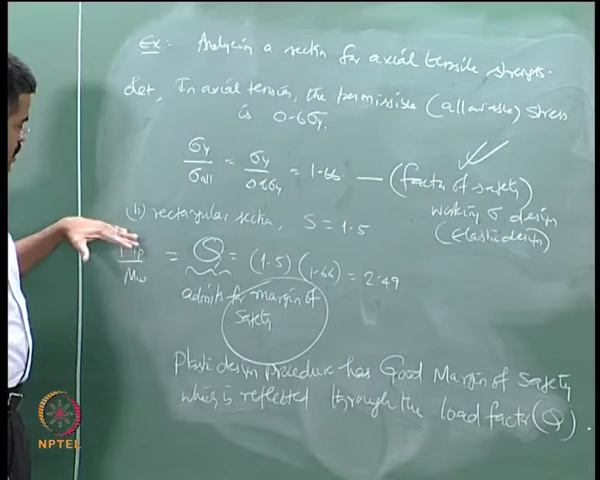 Ex: Analyzing a section for axial tensile strengths.
Let, In axial tension, the permissible (allowable) stress
is 0.6σy.
σy/σall = σy/0.6σy = 1.66 — (factor of safety)
working σ design
(Elastic design)
(b) rectangular section, S = 1.5
Mp/Mw = Q = (1.5) (1.66) = 2.49
admits for margin of
safety
Plastic design procedure has Good Margin of Safety
which is reflected through the load factor (Q).
NPTEL